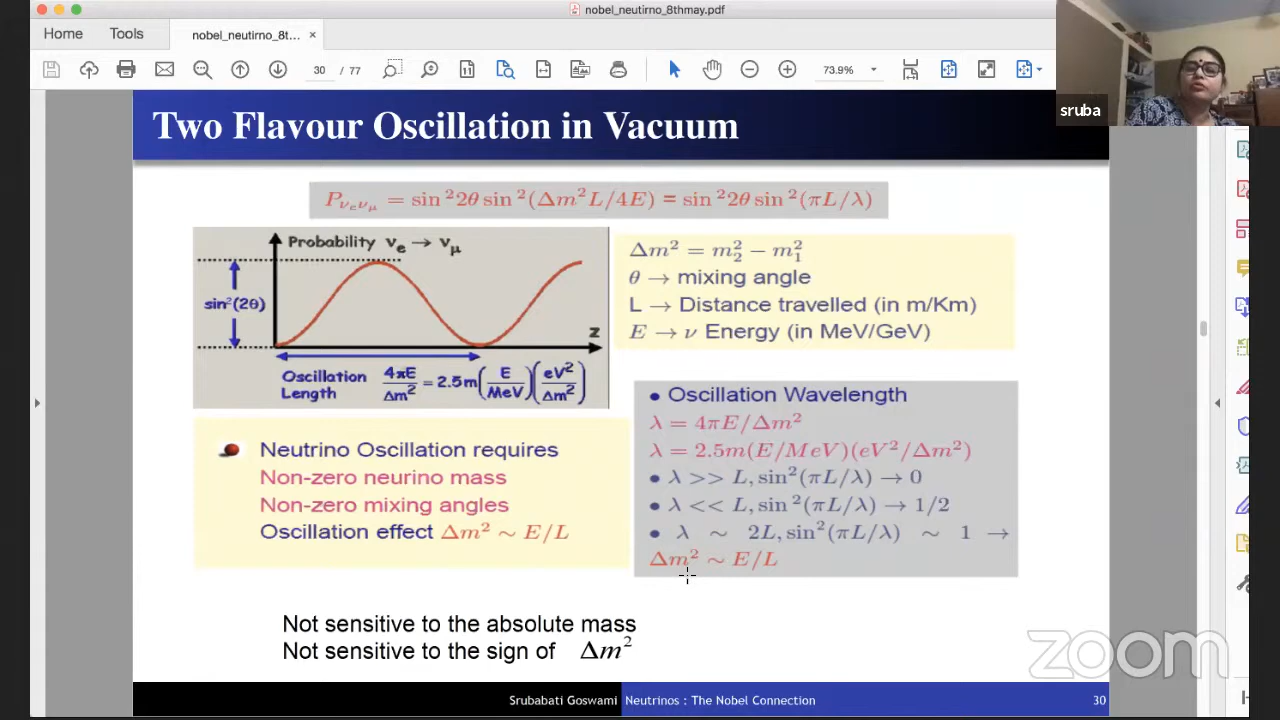 nobel_neutirno_8thmay.pdf
Home Tools nobel_neutirno_8t... ×
30 / 77 73.9%
sruba
Two Flavour Oscillation in Vacuum
P_{ν_e ν_μ} = sin²2θ sin²(Δm²L/4E) = sin²2θ sin²(πL/λ)
Probability ν_e → ν_μ
sin²(2θ)
z
Oscillation Length 4πE/Δm² = 2.5m(E/MeV)(eV²/Δm²)
Δm² = m₂² − m₁²
θ → mixing angle
L → Distance travelled (in m/Km)
E → ν Energy (in MeV/GeV)
Neutrino Oscillation requires
Non-zero neurino mass
Non-zero mixing angles
Oscillation effect Δm² ∼ E/L
• Oscillation Wavelength
λ = 4πE/Δm²
λ = 2.5m(E/MeV)(eV²/Δm²)
• λ >> L, sin²(πL/λ) → 0
• λ << L, sin²(πL/λ) → 1/2
• λ ∼ 2L, sin²(πL/λ) ∼ 1 →
Δm² ∼ E/L
Not sensitive to the absolute mass
Not sensitive to the sign of Δm²
zoom
Srubabati Goswami Neutrinos : The Nobel Connection 30